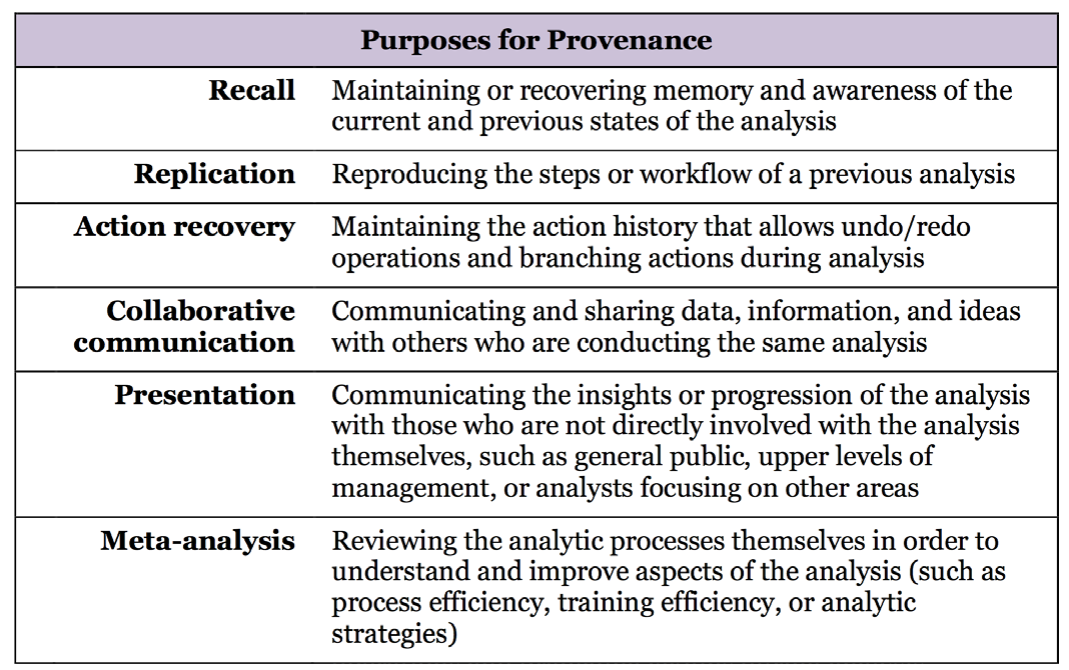 Purposes for Provenance
Recall
Maintaining or recovering memory and awareness of the
current and previous states of the analysis
Replication
Reproducing the steps or workflow of a previous analysis
Action recovery
Maintaining the action history that allows undo/redo
operations and branching actions during analysis
Collaborative
communication
Communicating and sharing data, information, and ideas
with others who are conducting the same analysis
Presentation
Communicating the insights or progression of the analysis
with those who are not directly involved with the analysis
themselves, such as general public, upper levels of
management, or analysts focusing on other areas
Meta-analysis
Reviewing the analytic processes themselves in order to
understand and improve aspects of the analysis (such as
process efficiency, training efficiency, or analytic
strategies)